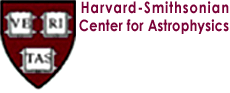 Harvard-Smithsonian
Center for Astrophysics
VE RI
TAS